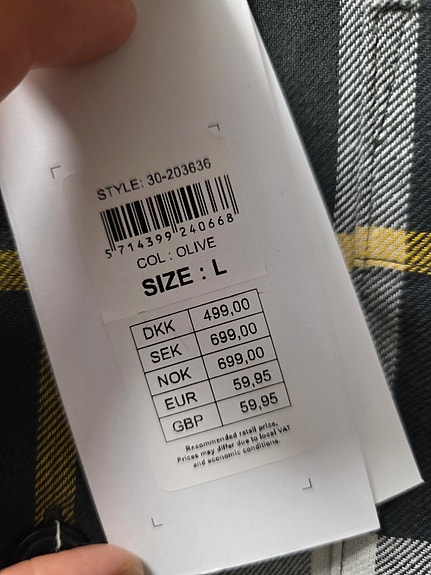 STYLE: 30-203636
5 714399 240668
COL : OLIVE
SIZE : L
DKK 499,00
SEK 699,00
NOK 699,00
EUR 59,95
GBP 59,95
Recommended retail price.
Prices may differ due to local VAT
and economic conditions.